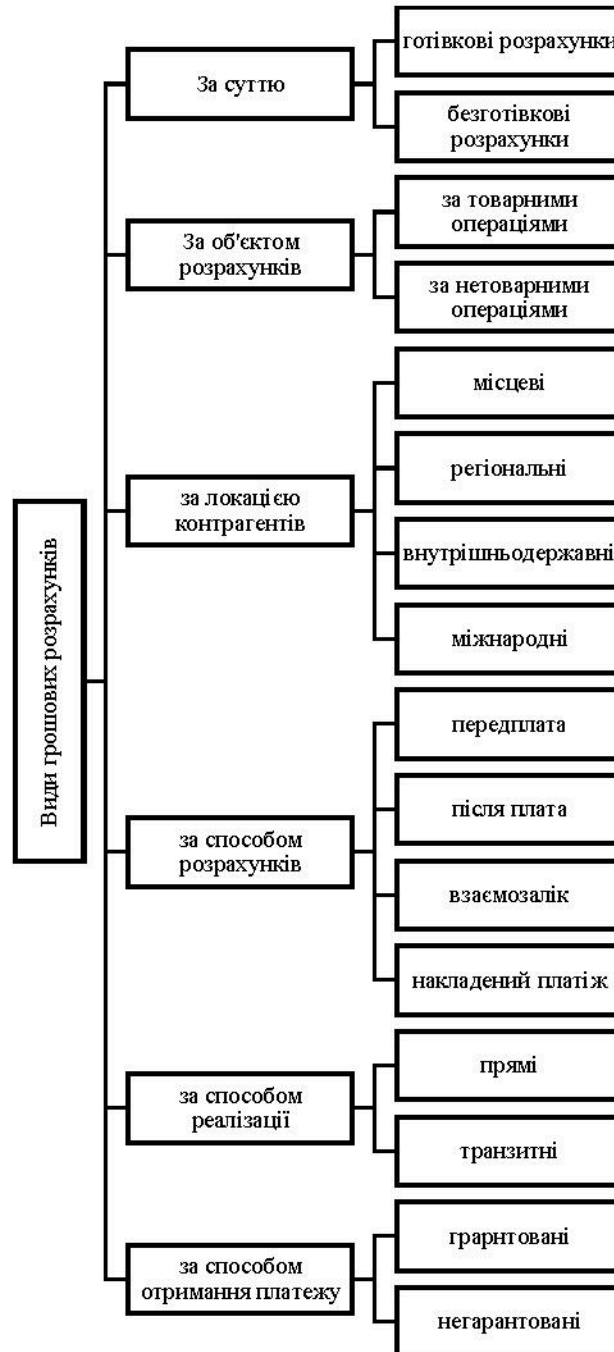 Види грошових розрахунків
За суттю
готівкові розрахунки
безготівкові
розрахунки
За об'єктом
розрахунків
за товарними
операціями
за нетоварними
операціями
за локацією
контрагентів
місцеві
регіональні
внутрішньодержавні
міжнародні
за способом
розрахунків
передплата
після плата
взаємозалік
накладений платіж
за способом
реалізації
прямі
транзитні
за способом
отримання платежу
грарнтовані
негарантовані